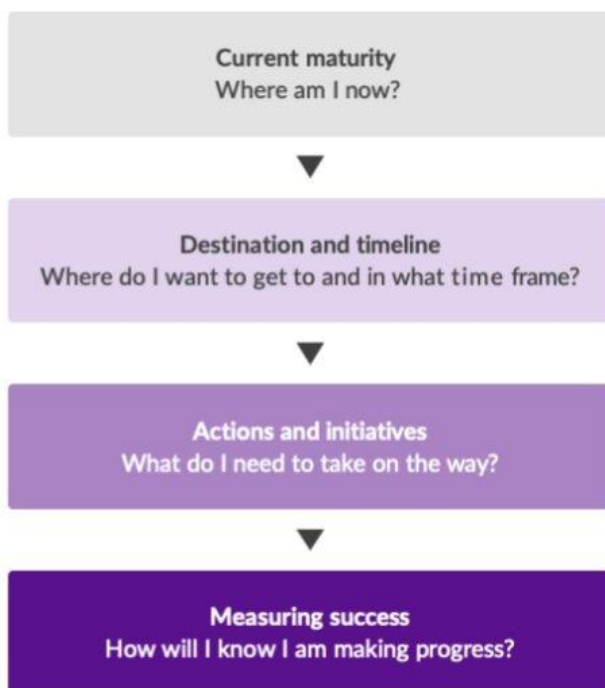 Current maturity
Where am I now?
Destination and timeline
Where do I want to get to and in what time frame?
Actions and initiatives
What do I need to take on the way?
Measuring success
How will I know I am making progress?